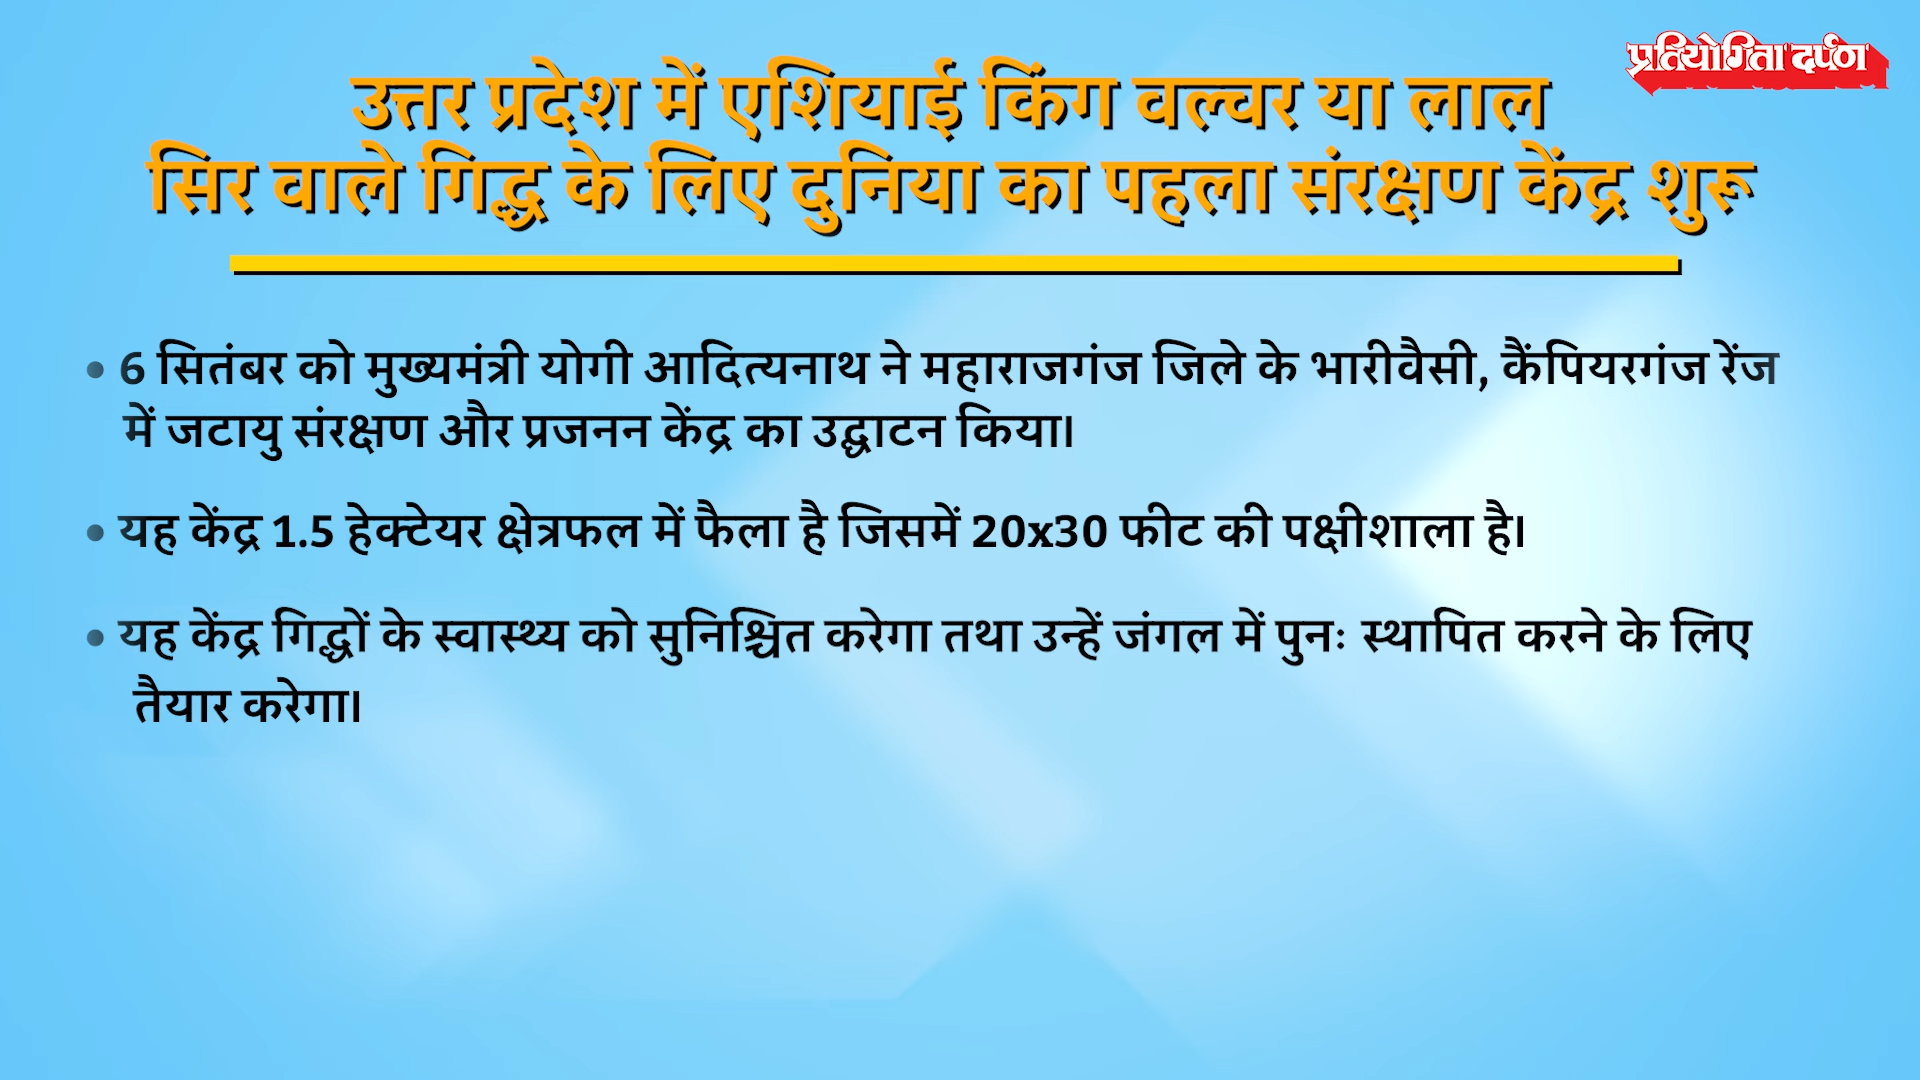 प्रतियोगिता दर्पण
उत्तर प्रदेश में एशियाई किंग वल्चर या लाल
सिर वाले गिद्ध के लिए दुनिया का पहला संरक्षण केंद्र शुरू
• 6 सितंबर को मुख्यमंत्री योगी आदित्यनाथ ने महाराजगंज जिले के भारीवैसी, कैंपियरगंज रेंज
में जटायु संरक्षण और प्रजनन केंद्र का उद्घाटन किया।
• यह केंद्र 1.5 हेक्टेयर क्षेत्रफल में फैला है जिसमें 20x30 फीट की पक्षीशाला है।
• यह केंद्र गिद्धों के स्वास्थ्य को सुनिश्चित करेगा तथा उन्हें जंगल में पुनः स्थापित करने के लिए
तैयार करेगा।